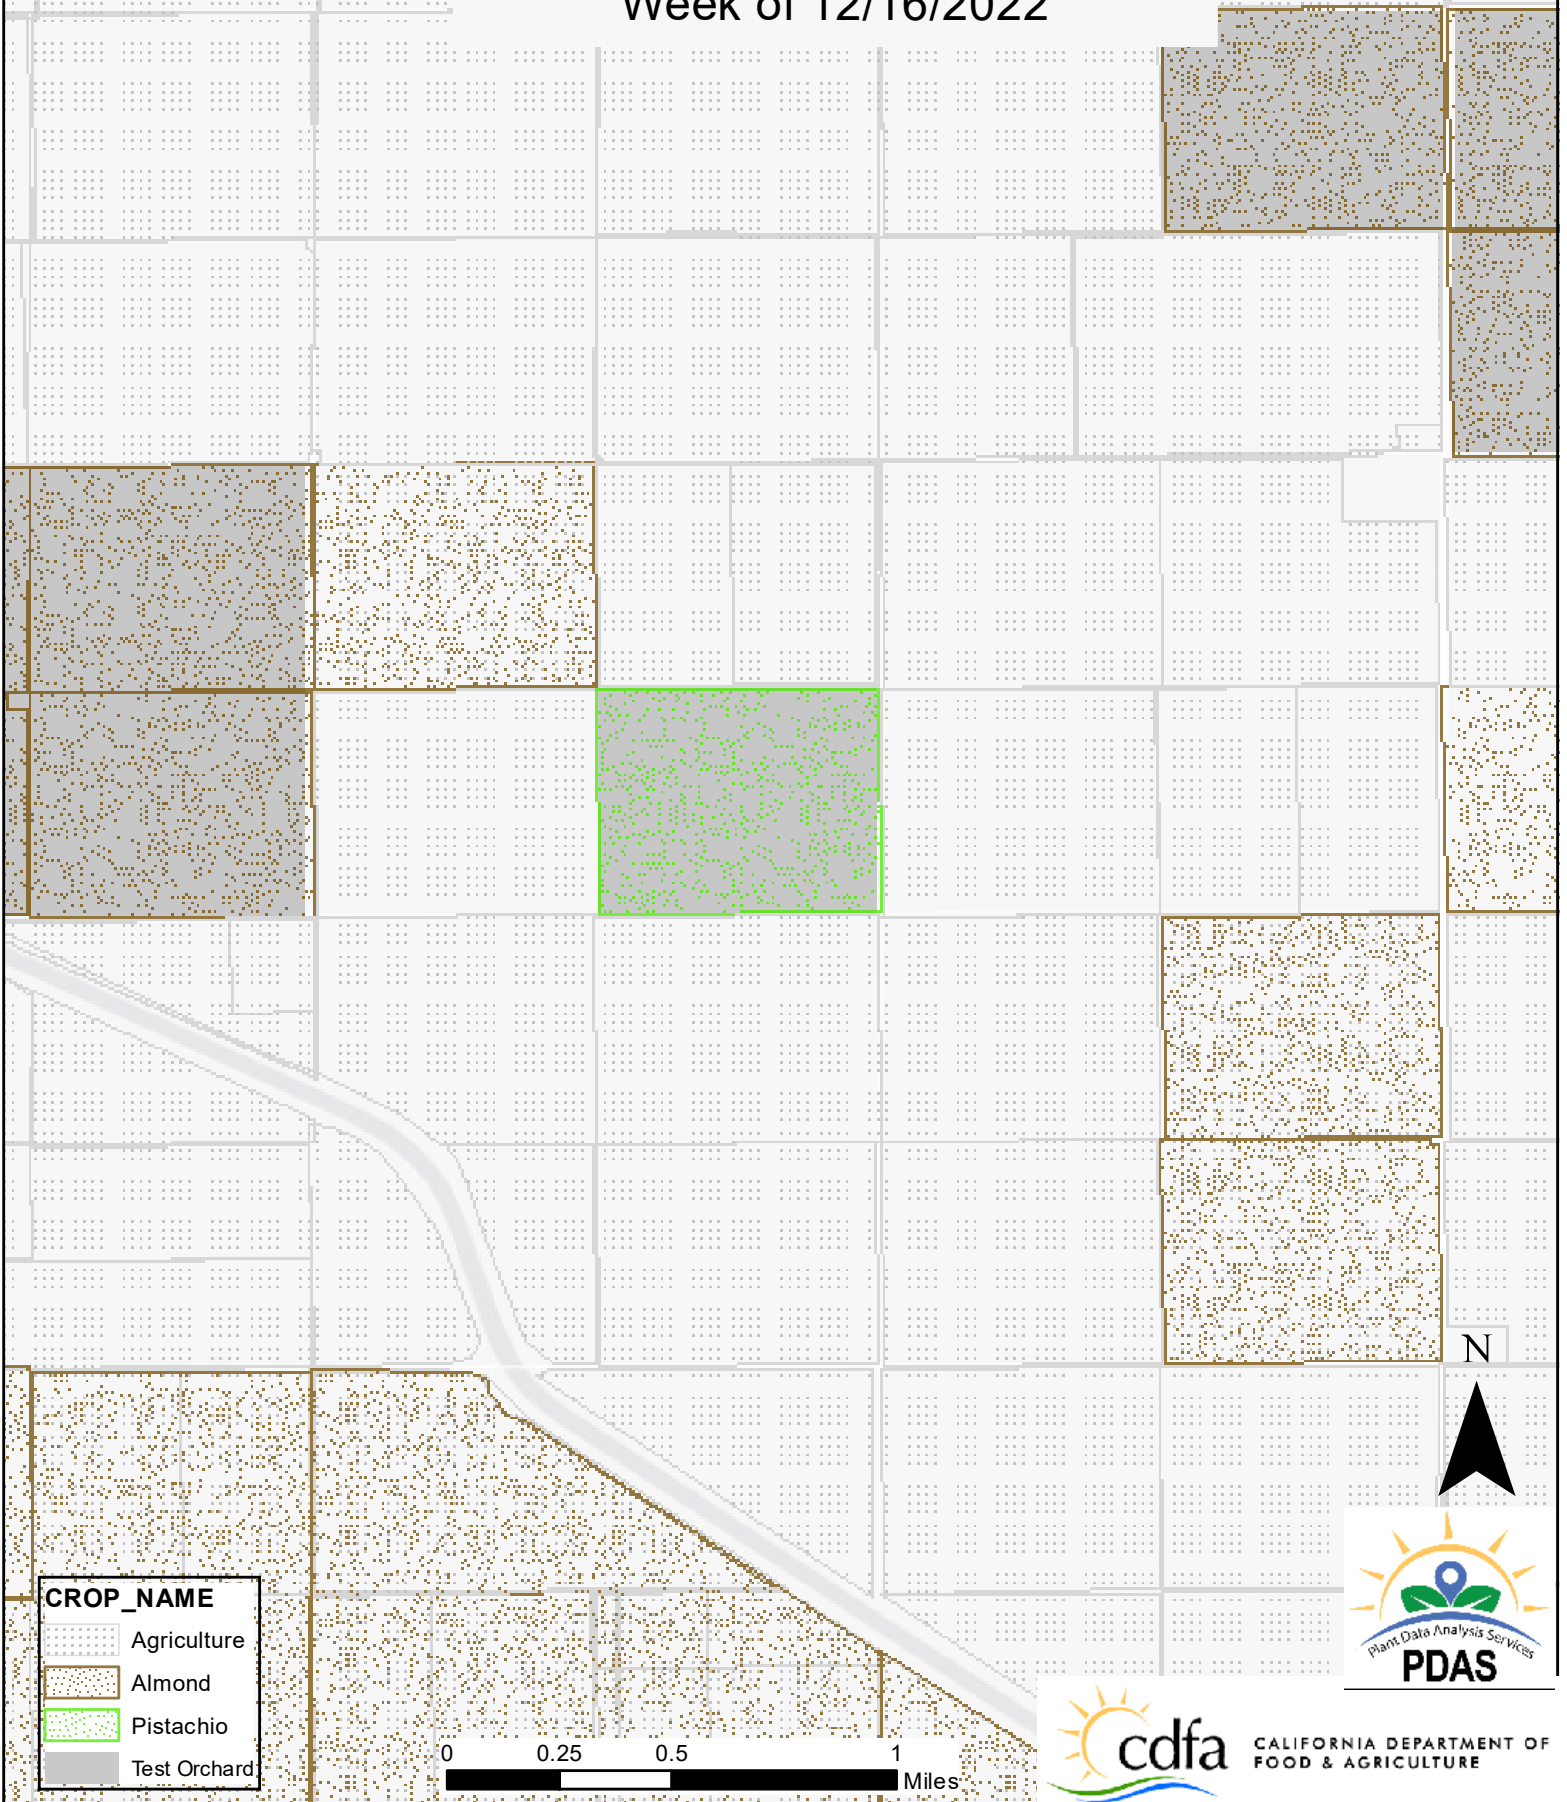 Week of 12/16/2022
N
CROP_NAME
Agriculture
Almond
Pistachio
Test Orchard
0 0.25 0.5 1
Miles
Plant Data Analysis Services
PDAS
cdfa
CALIFORNIA DEPARTMENT OF
FOOD & AGRICULTURE